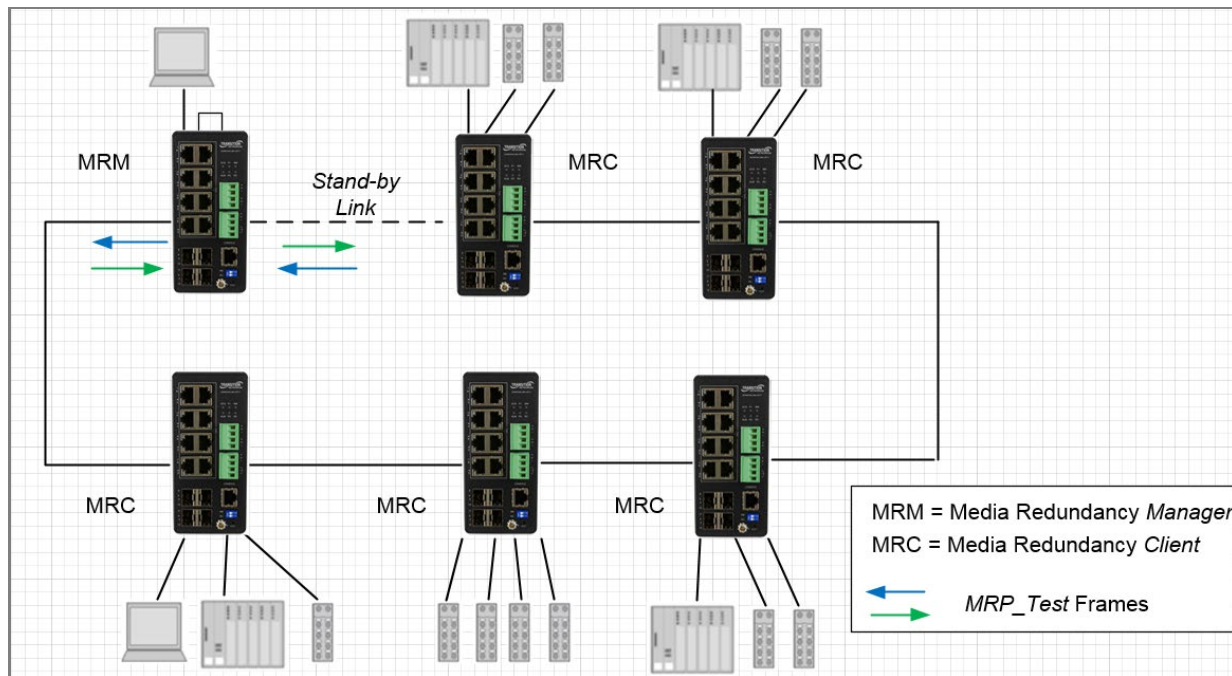 MRM
Stand-by
Link
MRC
MRC
MRC
MRC
MRC
MRM = Media Redundancy Manager
MRC = Media Redundancy Client
MRP_Test Frames